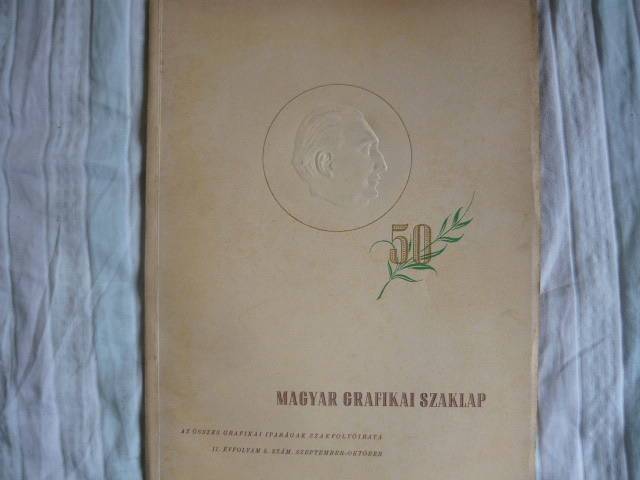 50
MAGYAR GRAFIKAI SZAKLAP
AZ ÖSSZES GRAFIKAI IPARÁGAK SZAKFOLYÓIRATA
II. ÉVFOLYAM 5. SZÁM. SZEPTEMBER-OKTÓBER